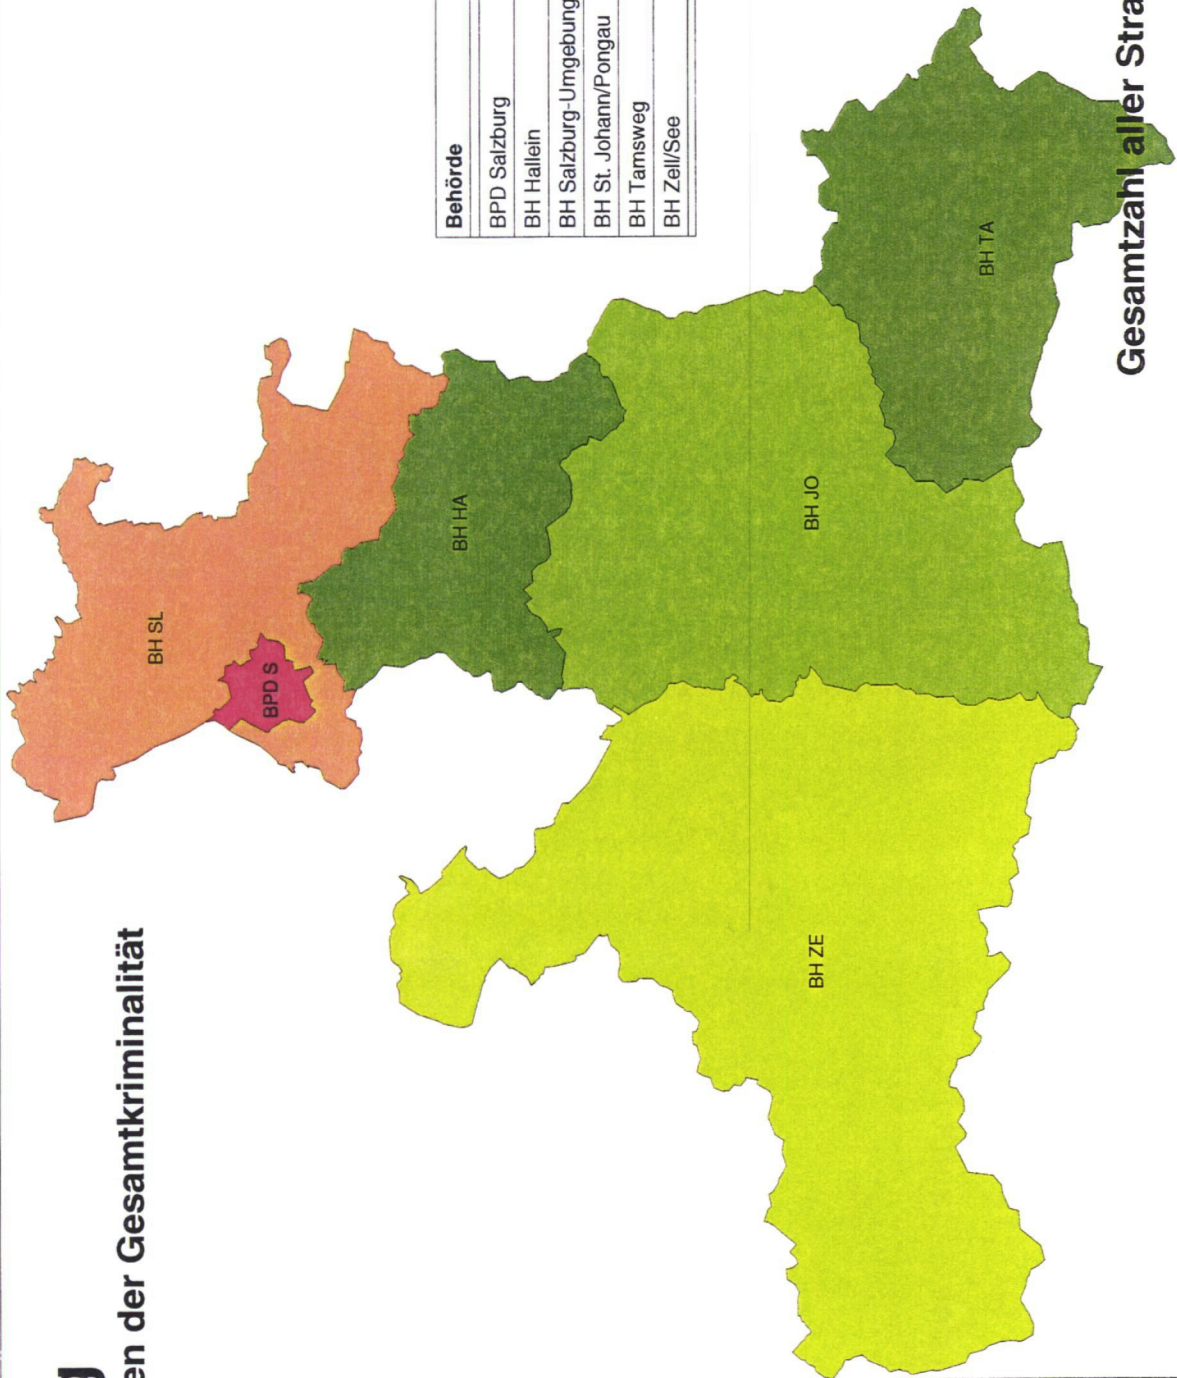 en der Gesamtkriminalität
Behörde
BPD Salzburg
BH Hallein
BH Salzburg-Umgebung
BH St. Johann/Pongau
BH Tamsweg
BH Zell/See
BH SL
BPD S
BH HA
BH JO
BH TA
BH ZE
Gesamtzahl aller Stra